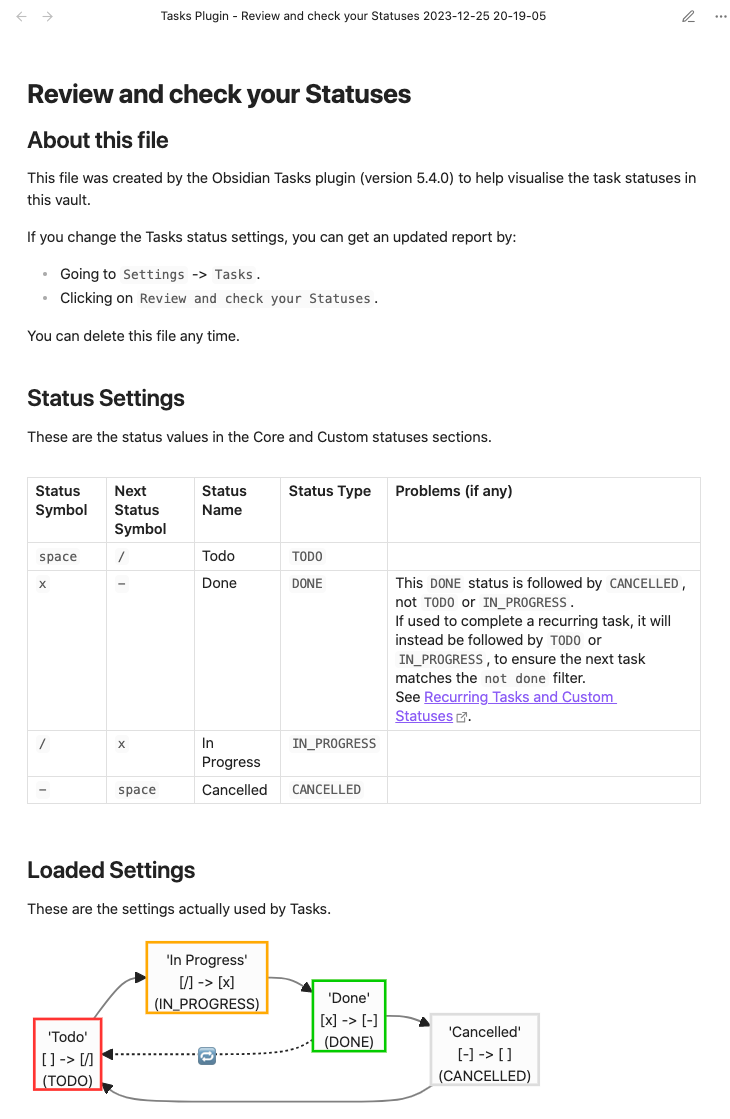 Tasks Plugin - Review and check your Statuses 2023-12-25 20-19-05
Review and check your Statuses
About this file
This file was created by the Obsidian Tasks plugin (version 5.4.0) to help visualise the task statuses in
this vault.
If you change the Tasks status settings, you can get an updated report by:
• Going to Settings -> Tasks.
• Clicking on Review and check your Statuses.
You can delete this file any time.
Status Settings
These are the status values in the Core and Custom statuses sections.
Status Symbol | Next Status Symbol | Status Name | Status Type | Problems (if any)
space | / | Todo | TODO |
x | - | Done | DONE | This DONE status is followed by CANCELLED,
not TODO or IN_PROGRESS.
If used to complete a recurring task, it will
instead be followed by TODO or
IN_PROGRESS, to ensure the next task
matches the not done filter.
See Recurring Tasks and Custom
Statuses.
/ | x | In Progress | IN_PROGRESS |
- | space | Cancelled | CANCELLED |
Loaded Settings
These are the settings actually used by Tasks.
'In Progress'
[/] -> [x]
(IN_PROGRESS)
'Done'
[x] -> [-]
(DONE)
'Cancelled'
[-] -> [ ]
(CANCELLED)
'Todo'
[ ] -> [/]
(TODO)